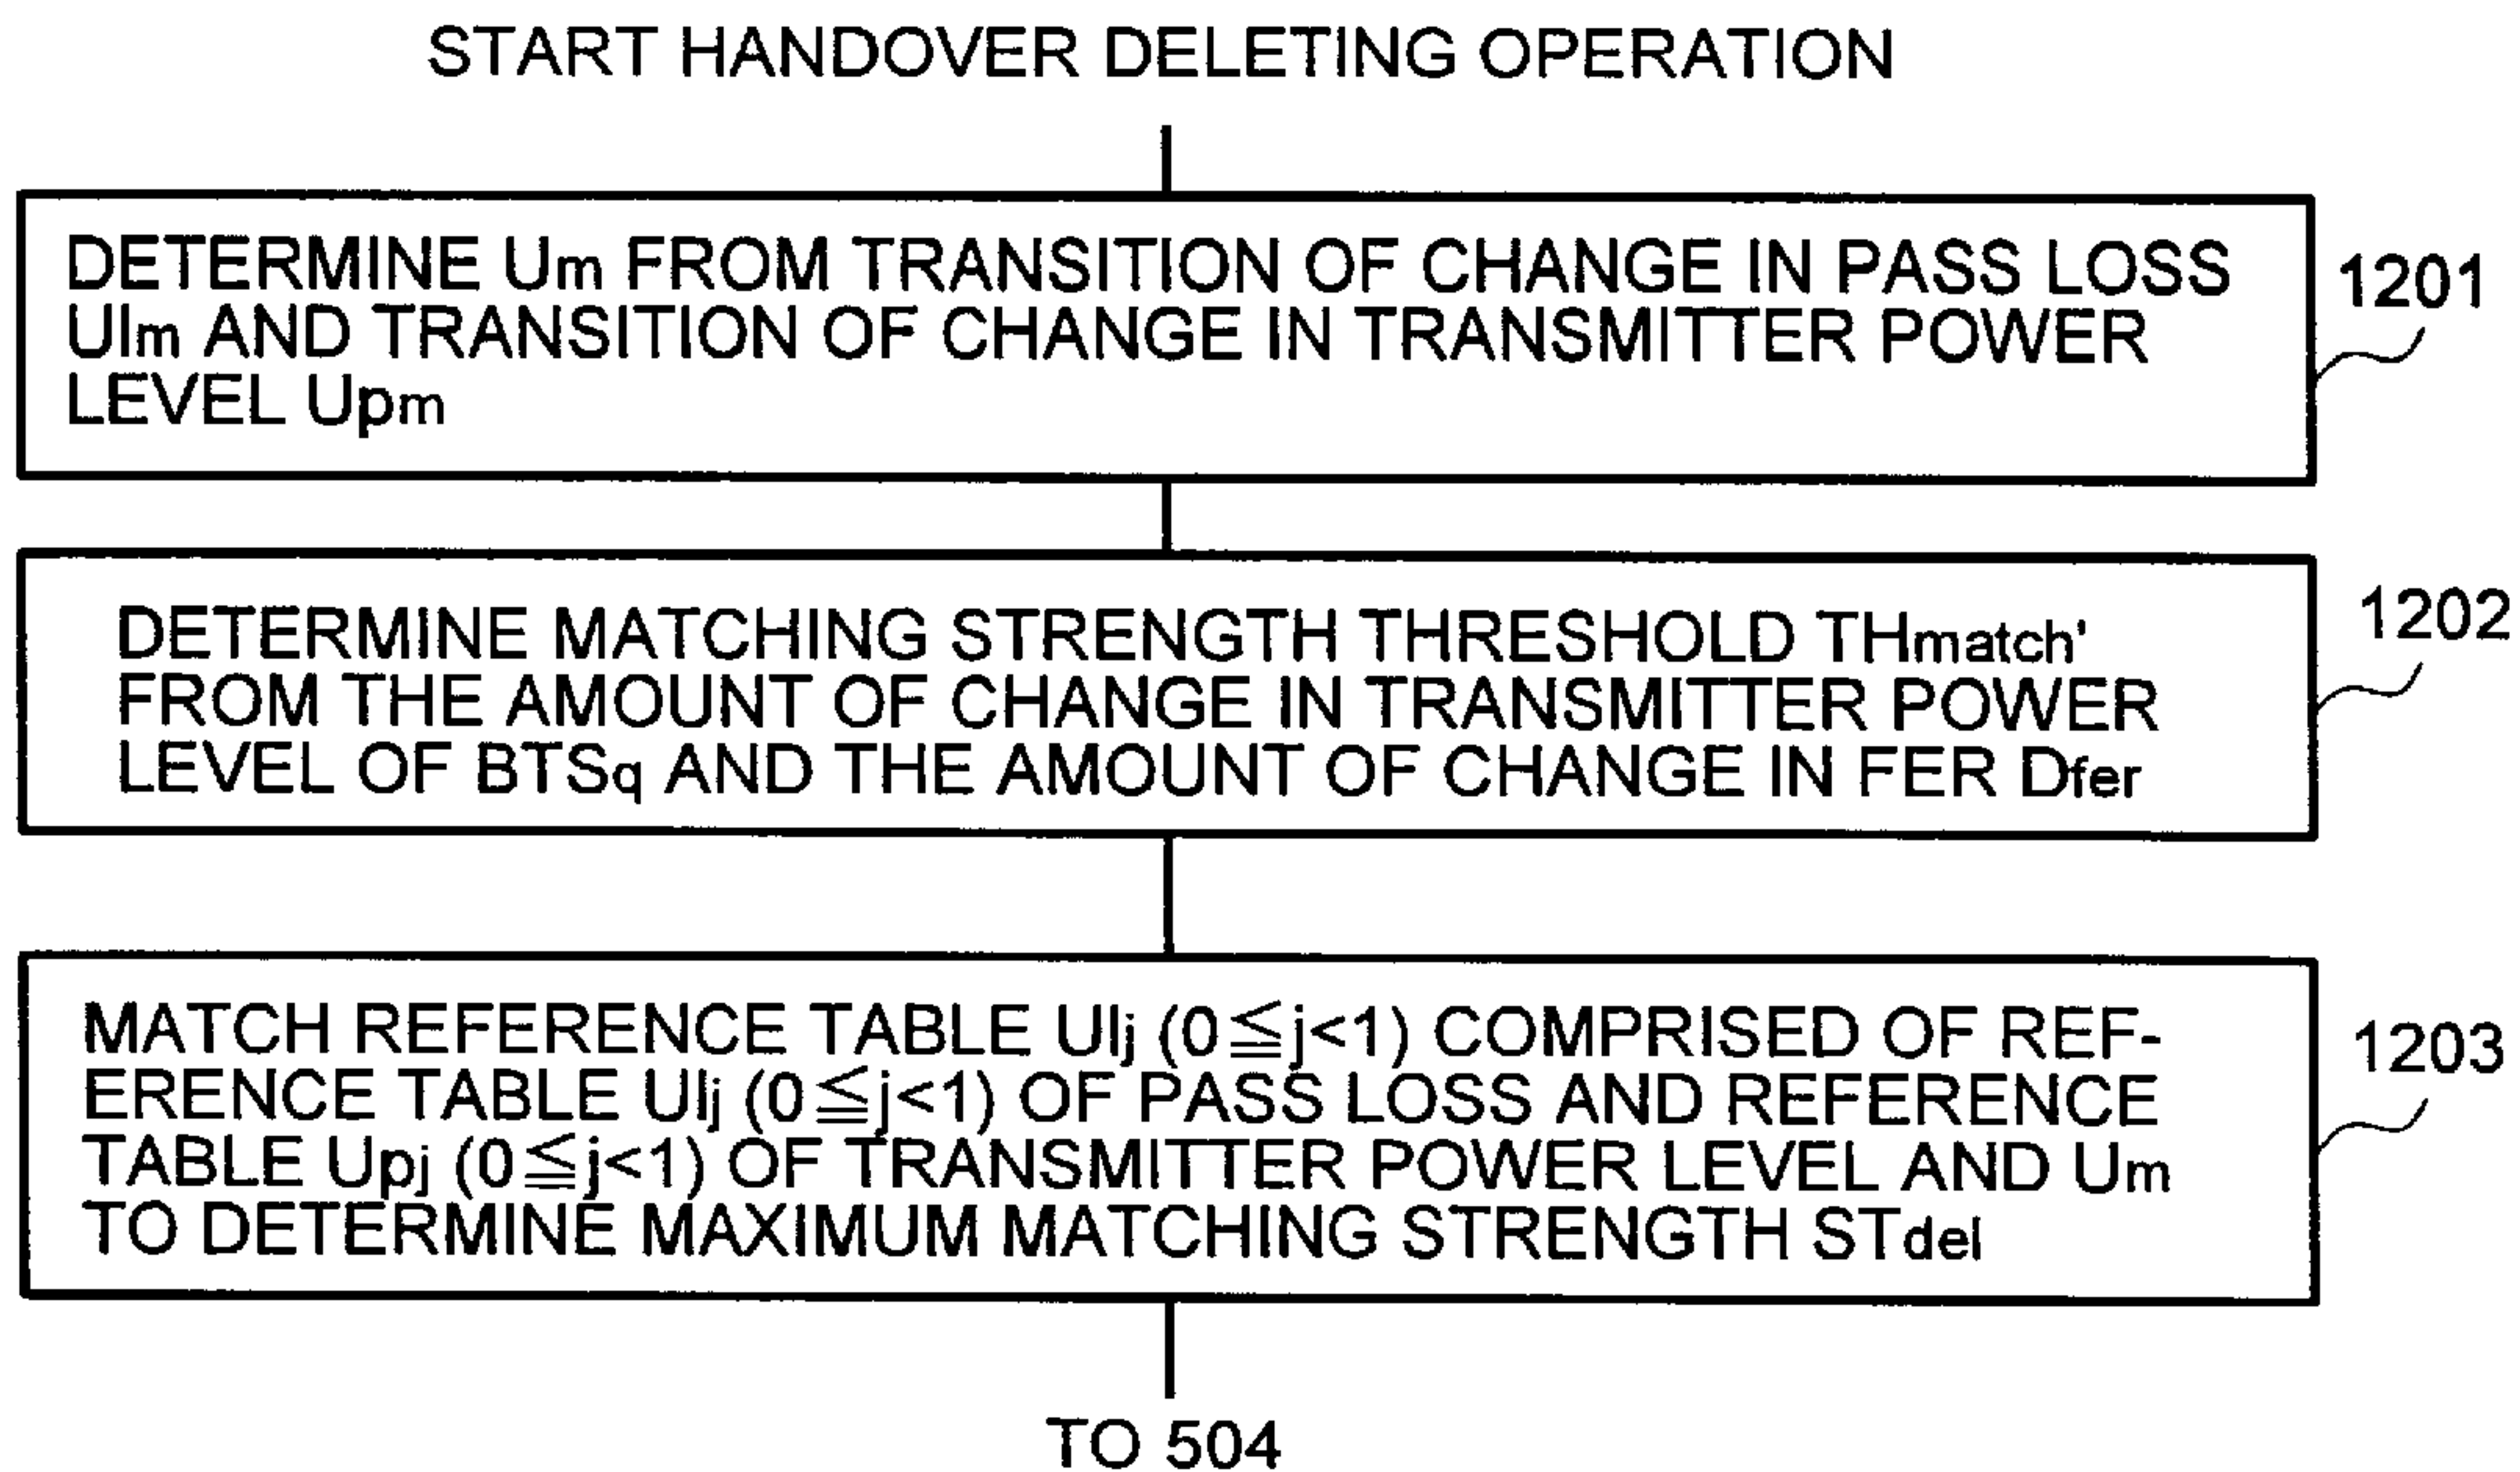 START HANDOVER DELETING OPERATION
DETERMINE Um FROM TRANSITION OF CHANGE IN PASS LOSS
Ulm AND TRANSITION OF CHANGE IN TRANSMITTER POWER
LEVEL Upm
1201
DETERMINE MATCHING STRENGTH THRESHOLD THmatch'
FROM THE AMOUNT OF CHANGE IN TRANSMITTER POWER
LEVEL OF BTSq AND THE AMOUNT OF CHANGE IN FER Dfer
1202
MATCH REFERENCE TABLE Ulj (0≦j<1) COMPRISED OF REF-
ERENCE TABLE Ulj (0≦j<1) OF PASS LOSS AND REFERENCE
TABLE Upj (0≦j<1) OF TRANSMITTER POWER LEVEL AND Um
TO DETERMINE MAXIMUM MATCHING STRENGTH STdel
1203
TO 504